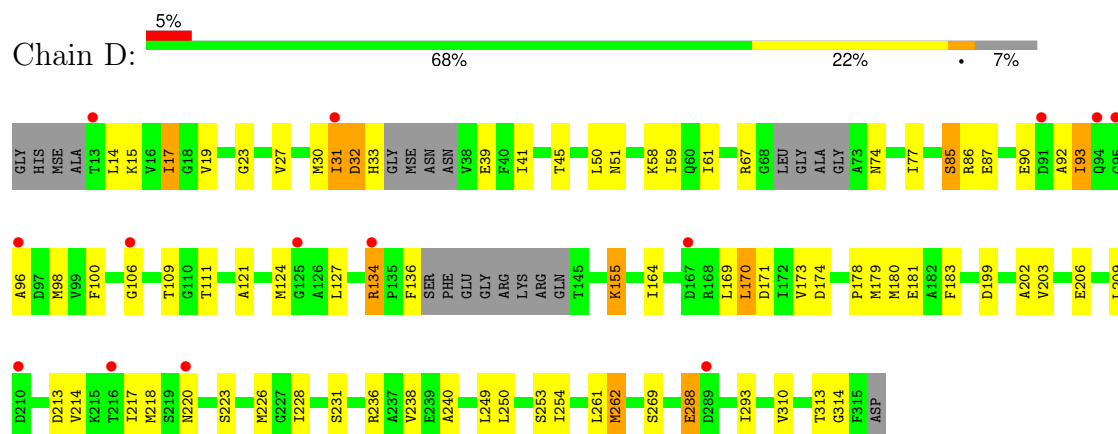 5%
Chain D:
68% 22% • 7%
GLY HIS MSE ALA T13 L14 K15 V16 I17 G18 V19 G23 V27 M30 I31 D32 H33 GLY MSE ASN ASN V38 E39 F40 I41 T45 L50 N51 K58 I59 Q60 I61 R67 G68 LEU GLY ALA GLY A73 N74 I77 S85 R86 E87 E90 D91 A92 I93 Q94 G95
A96 D97 M98 V99 F100 G106 T109 G110 T111 A121 M124 G125 A126 L127 R134 P135 F136 SER PHE GLU GLY ARG LYS ARG GLN T145 K155 I164 D167 R168 L169 L170 D171 I172 V173 D174 P178 M179 M180 E181 A182 F183 D199 A202 V203 E206 L209
D210 D213 V214 K215 T216 I217 M218 S219 N220 S223 M226 G227 I228 S231 R236 A237 V238 E239 A240 L249 L250 S253 I254 L261 M262 S269 E288 D289 I293 V310 T313 G314 F315 ASP